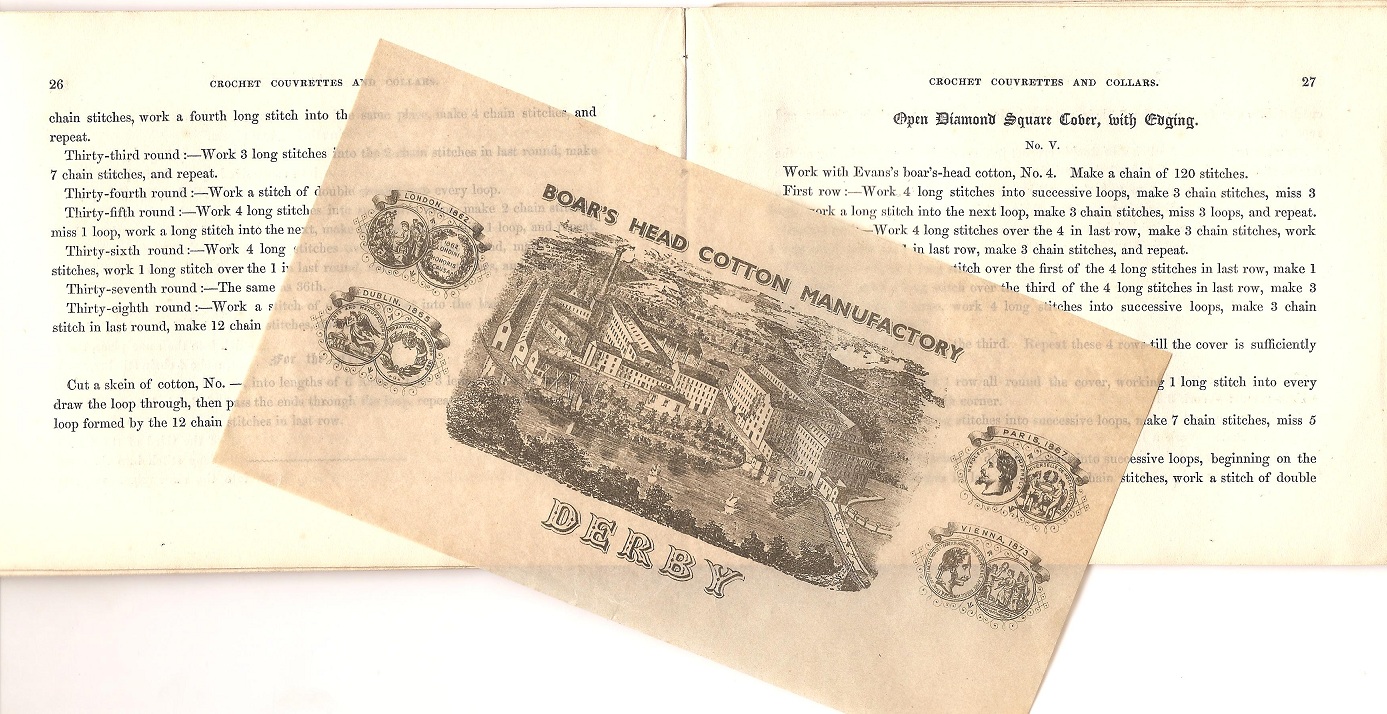 26
CROCHET COUVRETTES AND COLLARS.
chain stitches, work a fourth long stitch into the same place, make 4 chain stitches, and
repeat.
Thirty-third round :—Work 3 long stitches into the 8 chain stitches in last round, make
7 chain stitches, and repeat.
Thirty-fourth round :—Work a stitch of double every loop.
Thirty-fifth round :—Work 4 long stitches into make 2 chain
miss 1 loop, work a long stitch into the next, 1 loop, and
Thirty-sixth round :—Work 4 long stitches
stitches, work 1 long stitch over the 1 in last round,
Thirty-seventh round :—The same as 36th.
Thirty-eighth round :—Work a stitch of into the
stitch in last round, make 12 chain stitches,
For the
Cut a skein of cotton, No. — into lengths of
draw the loop through, then pass the ends through.
loop formed by the 12 chain stitches in last row.
BOAR'S HEAD COTTON MANUFACTORY
DERBY
LONDON, 1862
DUBLIN, 1865
PARIS, 1867
VIENNA, 1873
CROCHET COUVRETTES AND COLLARS.
27
Open Diamond Square Cover, with Edging.
No. V.
Work with Evans's boar's-head cotton, No. 4. Make a chain of 120 stitches.
First row :—Work 4 long stitches into successive loops, make 3 chain stitches, miss 3
work a long stitch into the next loop, make 3 chain stitches, miss 3 loops, and repeat.
—Work 4 long stitches over the 4 in last row, make 3 chain stitches, work
in last row, make 3 chain stitches, and repeat.
stitch over the first of the 4 long stitches in last row, make 1
the third of the 4 long stitches in last row, make 3
work 4 long stitches into successive loops, make 3 chain
the third. Repeat these 4 rows till the cover is sufficiently
1 row all round the cover, working 1 long stitch into every
corner.
stitches into successive loops, make 7 chain stitches, miss 5
into successive loops, beginning on the
chain stitches, work a stitch of double